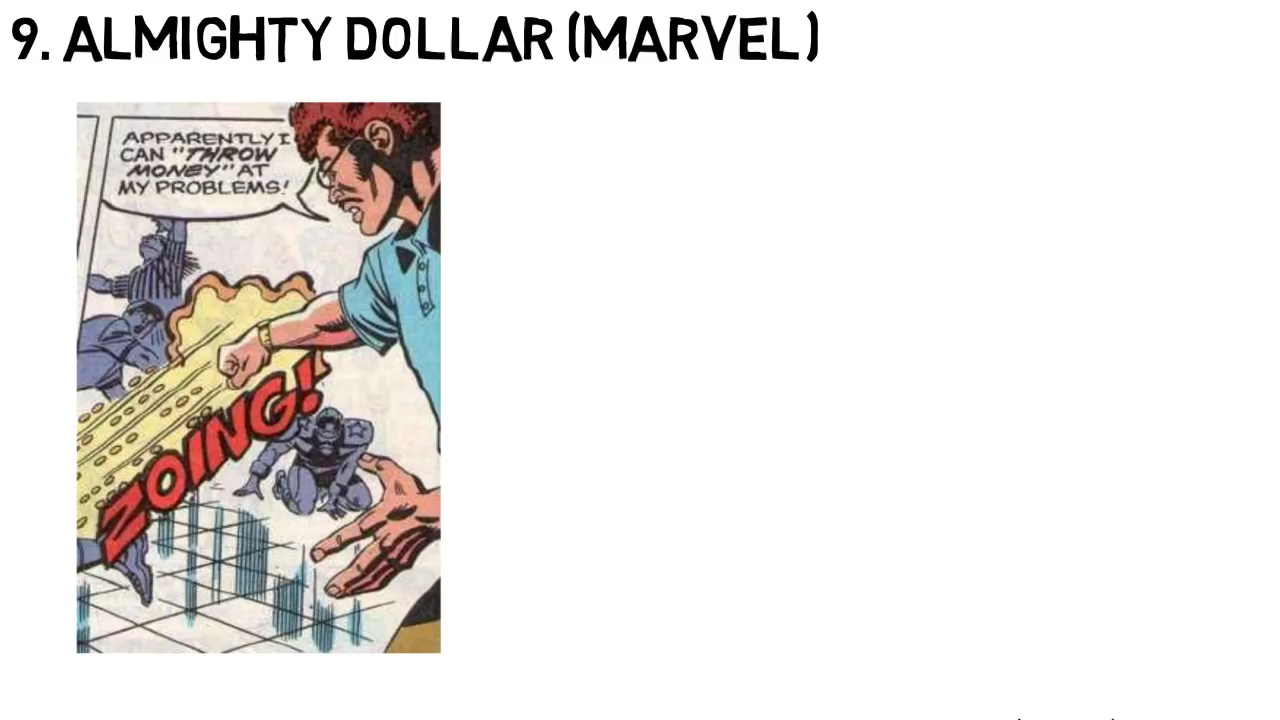 9. ALMIGHTY DOLLAR (MARVEL)
APPARENTLY I
CAN "THROW
MONEY" AT
MY PROBLEMS!
ZOING!